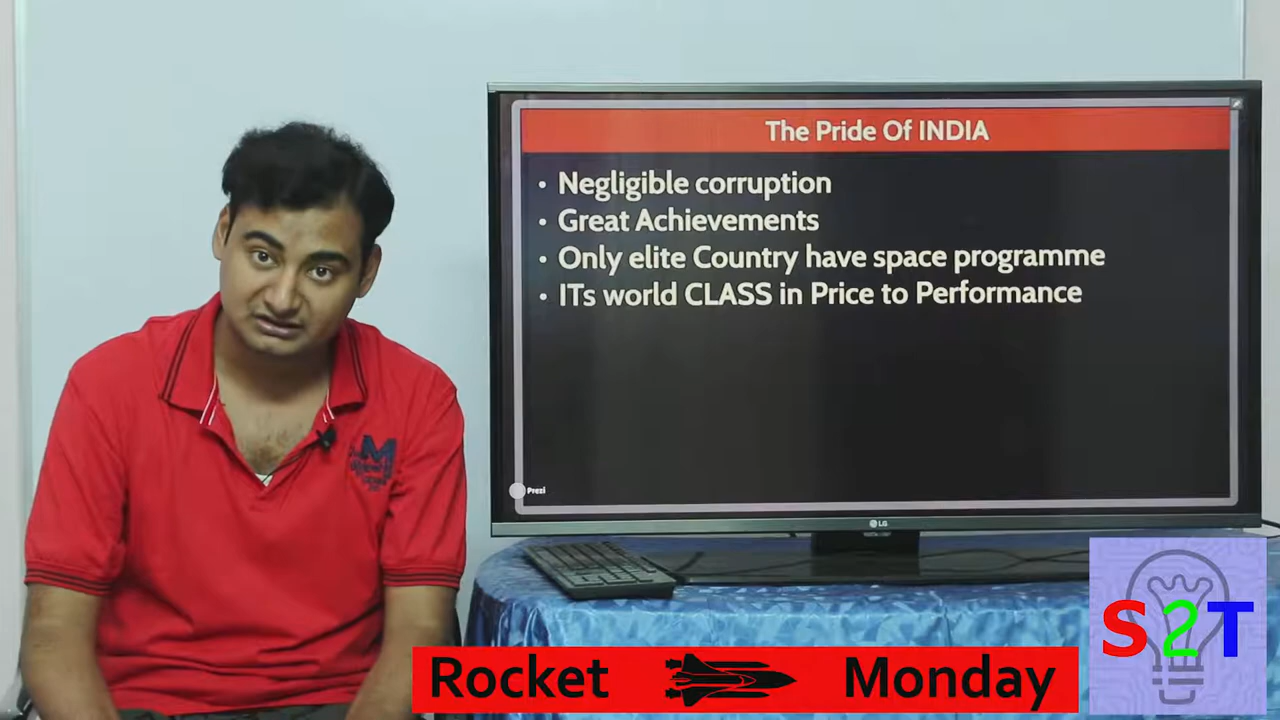 The Pride Of INDIA
• Negligible corruption
• Great Achievements
• Only elite Country have space programme
• ITs world CLASS in Price to Performance
Prezi
LG
M
Rocket Monday
S2T